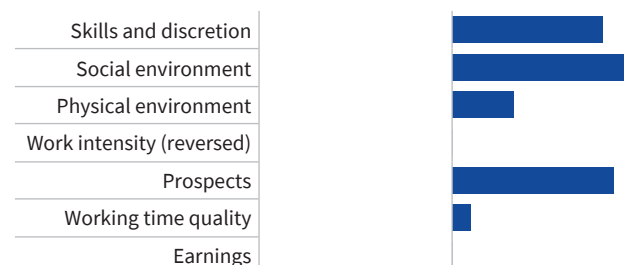 Skills and discretion
Social environment
Physical environment
Work intensity (reversed)
Prospects
Working time quality
Earnings